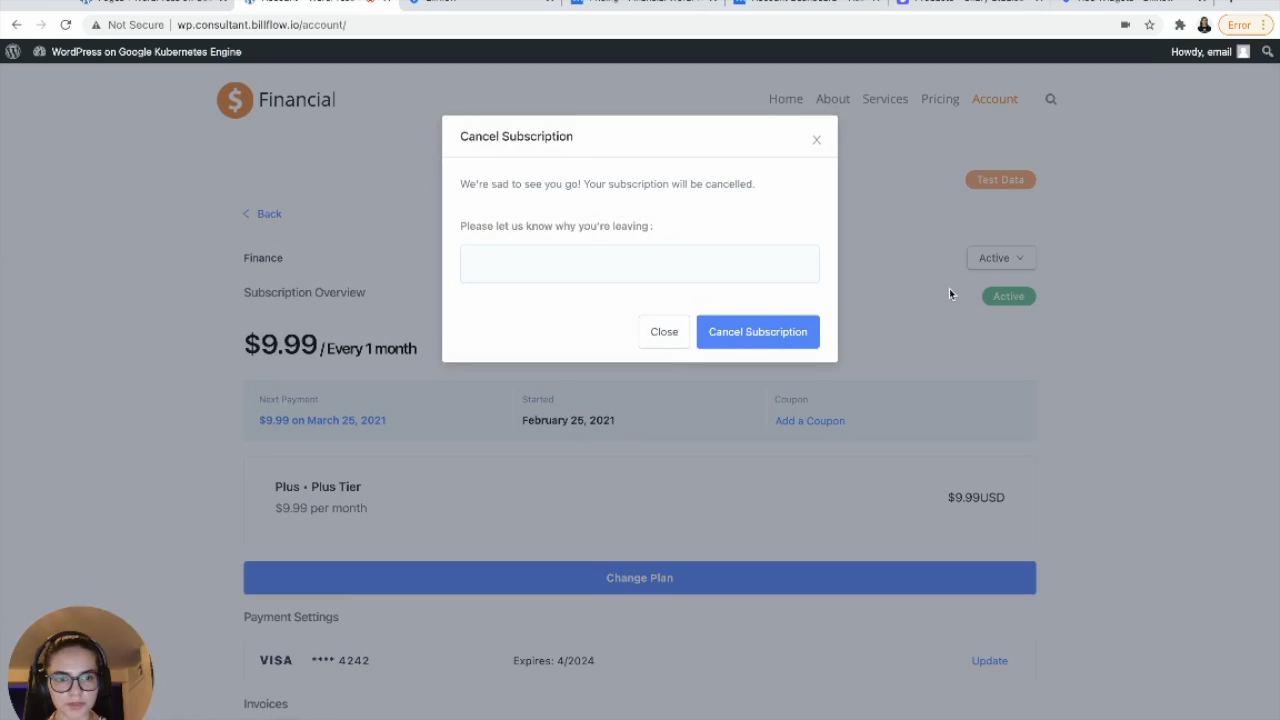 Not Secure
wp.consultant.billflow.io/account/
Error
WordPress on Google Kubernetes Engine
Howdy, email
$ Financial
Home
About
Services
Pricing
Account
Cancel Subscription
We're sad to see you go! Your subscription will be cancelled.
Please let us know why you're leaving :
Close
Cancel Subscription
Test Data
Back
Finance
Active
Subscription Overview
Active
$9.99 / Every 1 month
Next Payment
Started
Coupon
$9.99 on March 25, 2021
February 25, 2021
Add a Coupon
Plus • Plus Tier
$9.99 per month
$9.99USD
Change Plan
Payment Settings
VISA
**** 4242
Expires: 4/2024
Update
Invoices